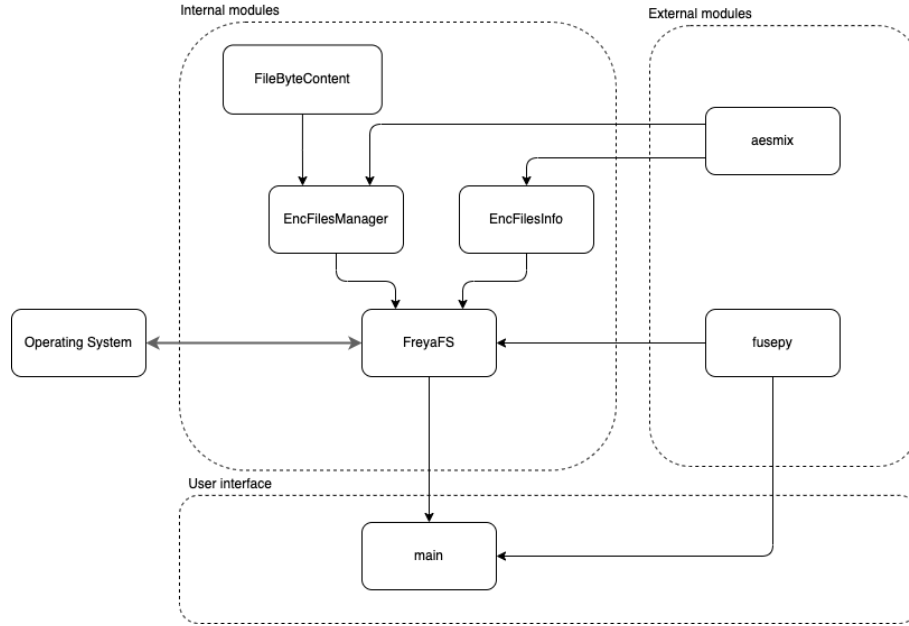 Internal modules
External modules
FileByteContent
aesmix
EncFilesManager
EncFilesInfo
Operating System
FreyaFS
fusepy
User interface
main